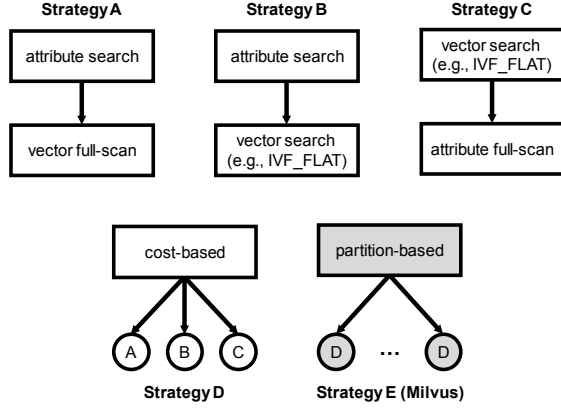 Strategy A
attribute search
vector full-scan
Strategy B
attribute search
vector search
(e.g., IVF_FLAT)
Strategy C
vector search
(e.g., IVF_FLAT)
attribute full-scan
cost-based
A
B
C
Strategy D
partition-based
D
...
D
Strategy E (Milvus)